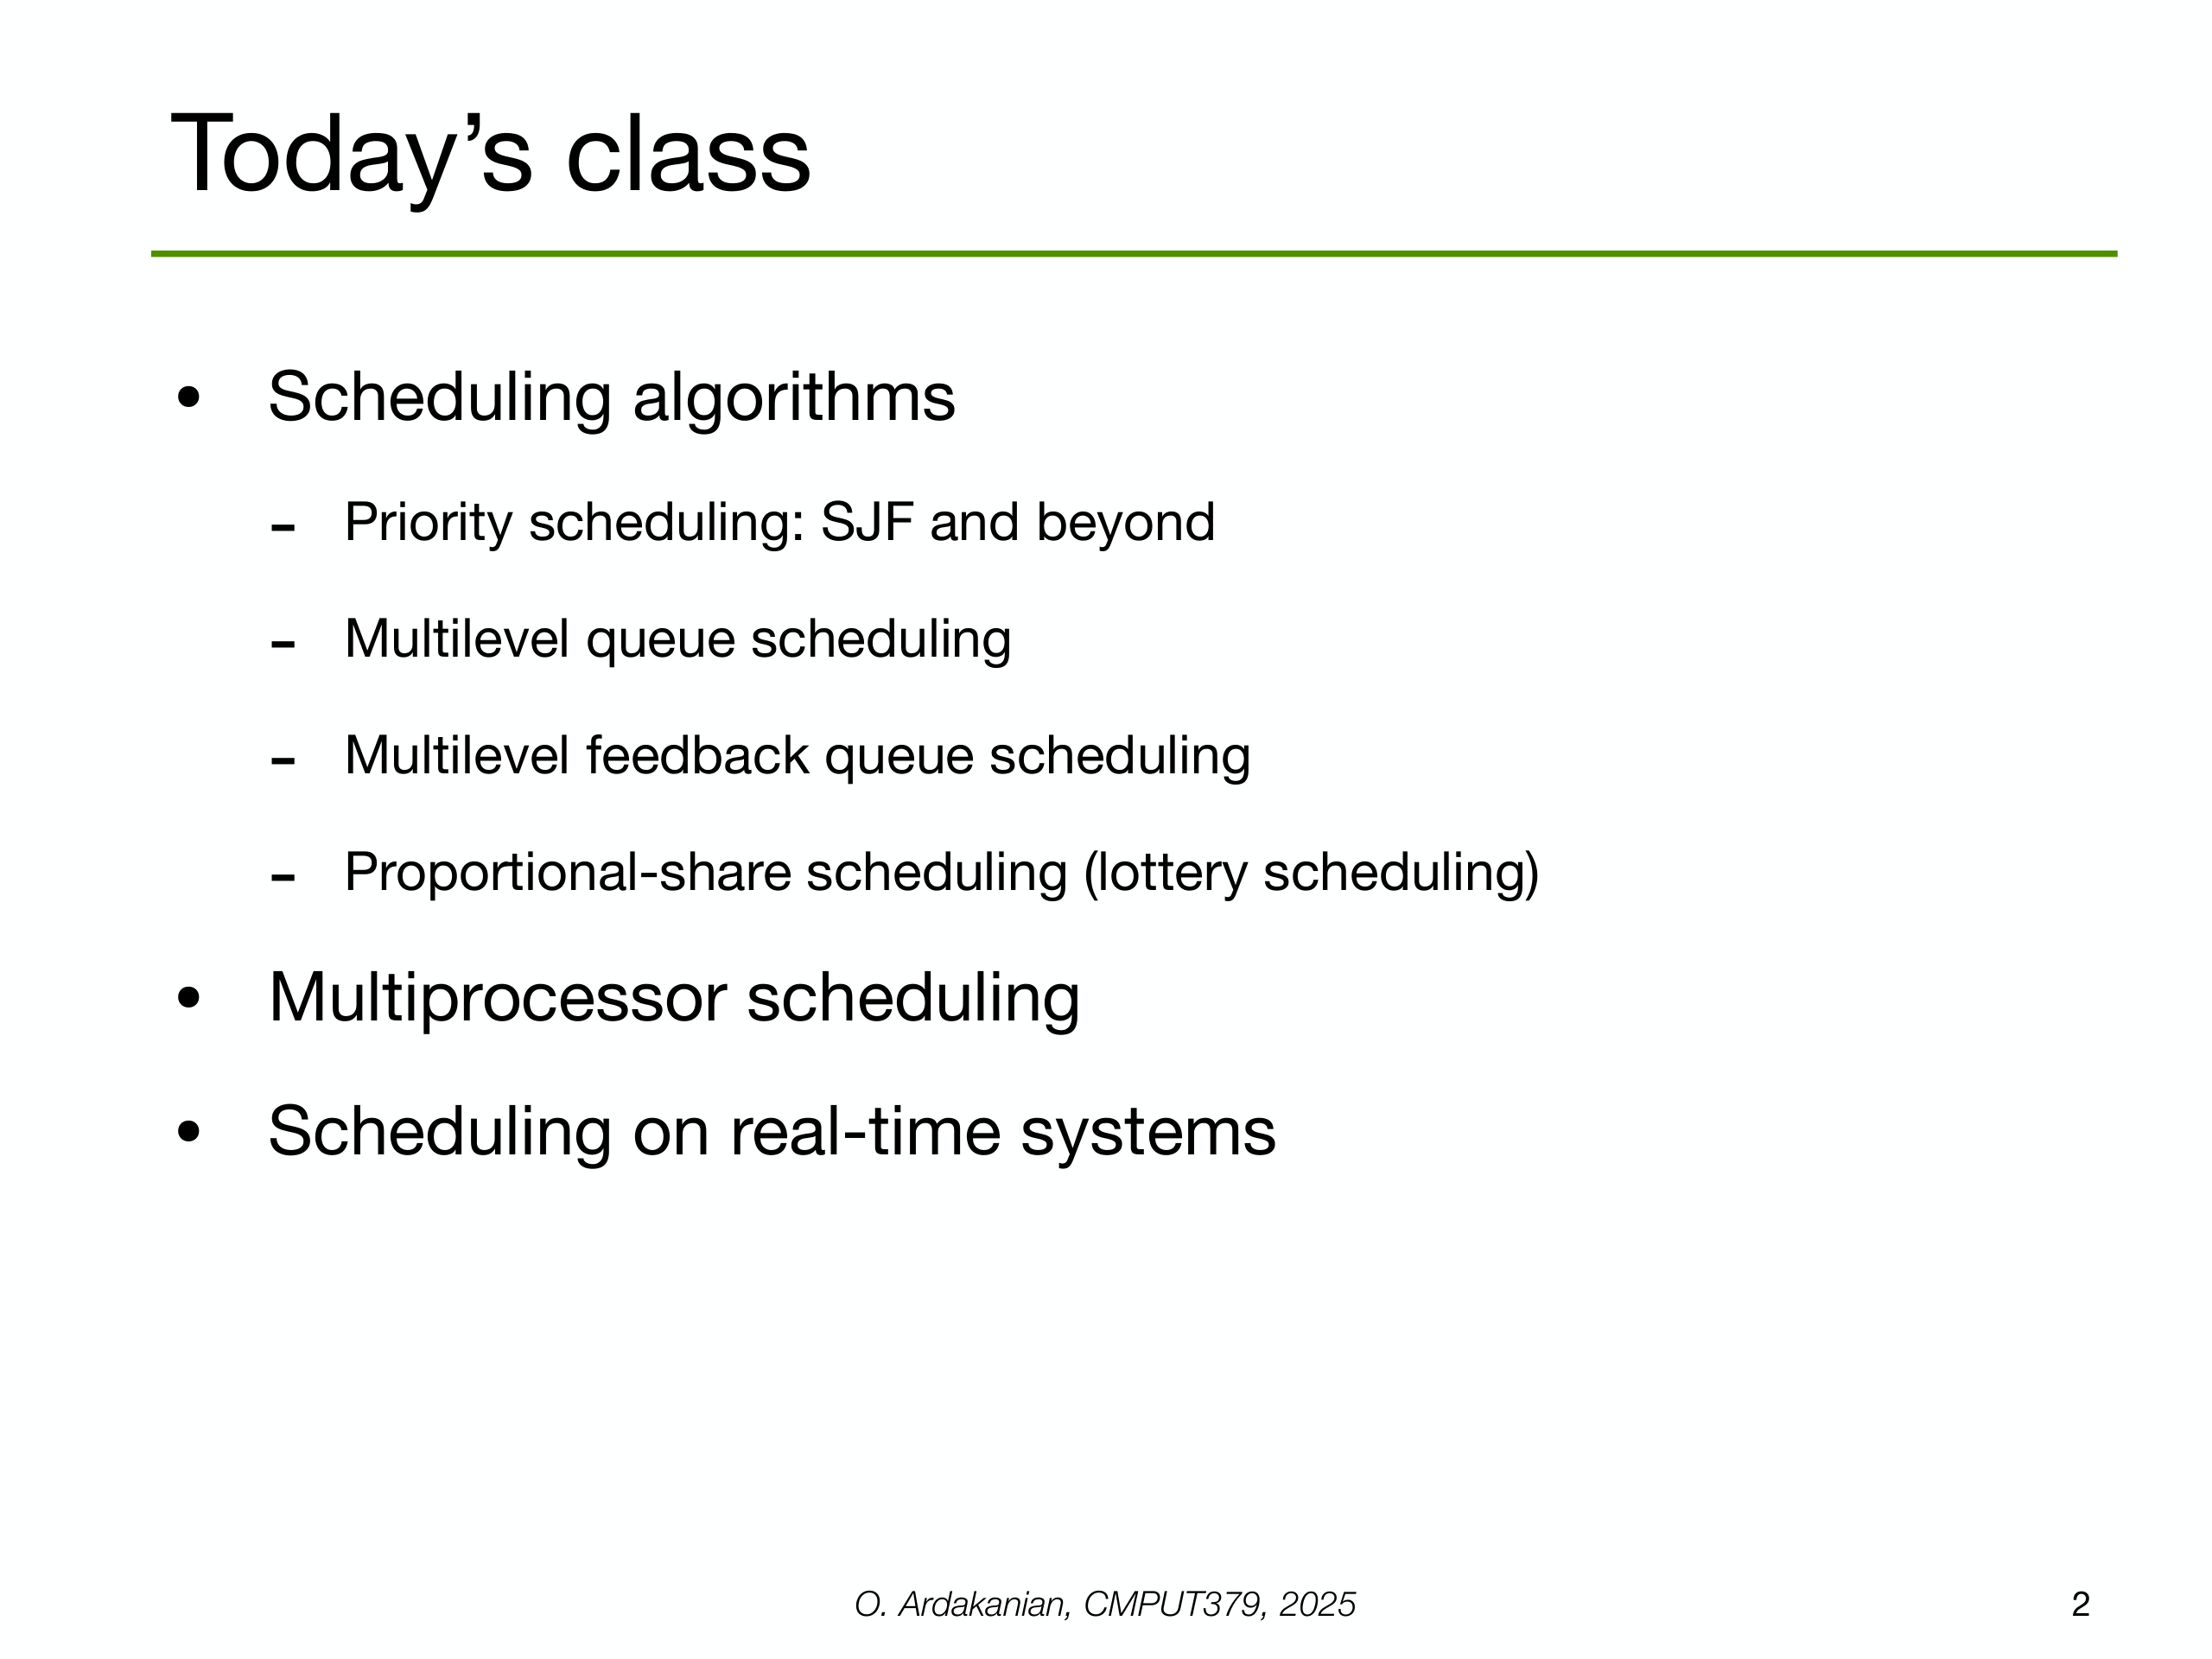 Today’s class
• Scheduling algorithms
- Priority scheduling: SJF and beyond
- Multilevel queue scheduling
- Multilevel feedback queue scheduling
- Proportional-share scheduling (lottery scheduling)
• Multiprocessor scheduling
• Scheduling on real-time systems
O. Ardakanian, CMPUT379, 2025
2